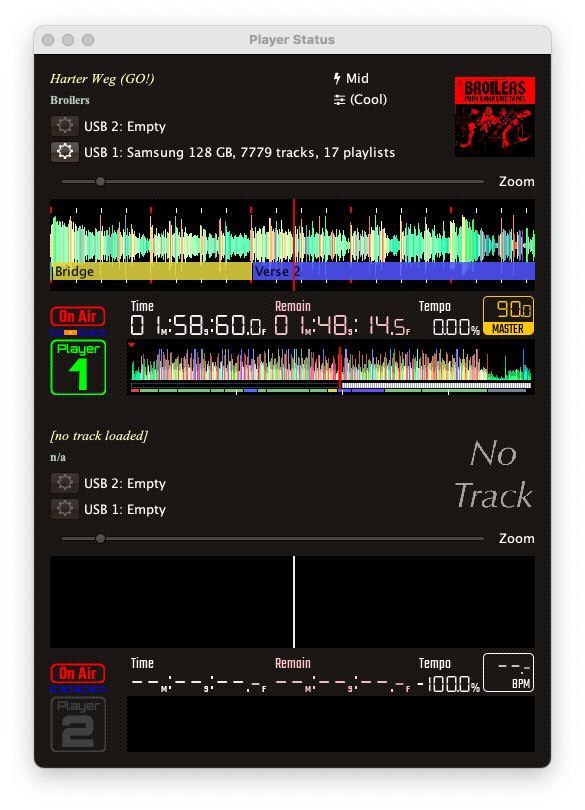 Player Status
Harter Weg (GO!)
Mid
Broilers
(Cool)
BROILERS
USB 2: Empty
USB 1: Samsung 128 GB, 7779 tracks, 17 playlists
Zoom
Bridge
Verse 2
On Air
Time
Remain
Tempo
01M:58S:60.0F
01M:48S:14.5F
0.00%
90.0
MASTER
Player
1
[no track loaded]
n/a
No
Track
USB 2: Empty
USB 1: Empty
Zoom
On Air
Time
Remain
Tempo
--M:--S:--.-F
--M:--S:--.-F
-100.0%
--.-
BPM
Player
2